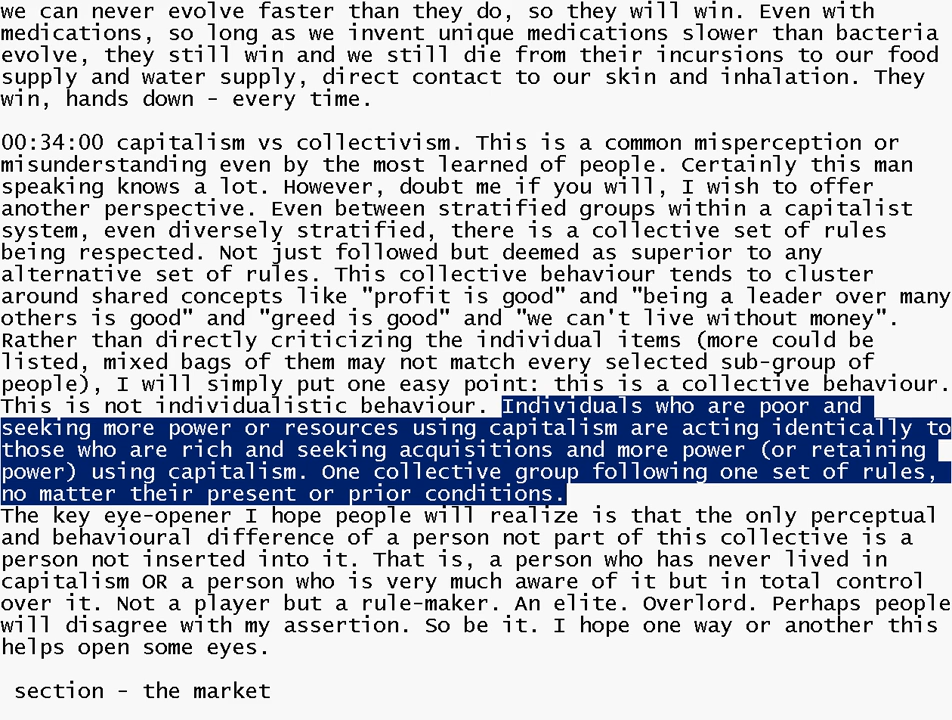 we can never evolve faster than they do, so they will win. Even with
medications, so long as we invent unique medications slower than bacteria
evolve, they still win and we still die from their incursions to our food
supply and water supply, direct contact to our skin and inhalation. They
win, hands down - every time.
00:34:00 capitalism vs collectivism. This is a common misperception or
misunderstanding even by the most learned of people. Certainly this man
speaking knows a lot. However, doubt me if you will, I wish to offer
another perspective. Even between stratified groups within a capitalist
system, even diversely stratified, there is a collective set of rules
being respected. Not just followed but deemed as superior to any
alternative set of rules. This collective behaviour tends to cluster
around shared concepts like "profit is good" and "being a leader over many
others is good" and "greed is good" and "we can't live without money".
Rather than directly criticizing the individual items (more could be
listed, mixed bags of them may not match every selected sub-group of
people), I will simply put one easy point: this is a collective behaviour.
This is not individualistic behaviour. Individuals who are poor and
seeking more power or resources using capitalism are acting identically to
those who are rich and seeking acquisitions and more power (or retaining
power) using capitalism. One collective group following one set of rules,
no matter their present or prior conditions.
The key eye-opener I hope people will realize is that the only perceptual
and behavioural difference of a person not part of this collective is a
person not inserted into it. That is, a person who has never lived in
capitalism OR a person who is very much aware of it but in total control
over it. Not a player but a rule-maker. An elite. Overlord. Perhaps people
will disagree with my assertion. So be it. I hope one way or another this
helps open some eyes.
section - the market